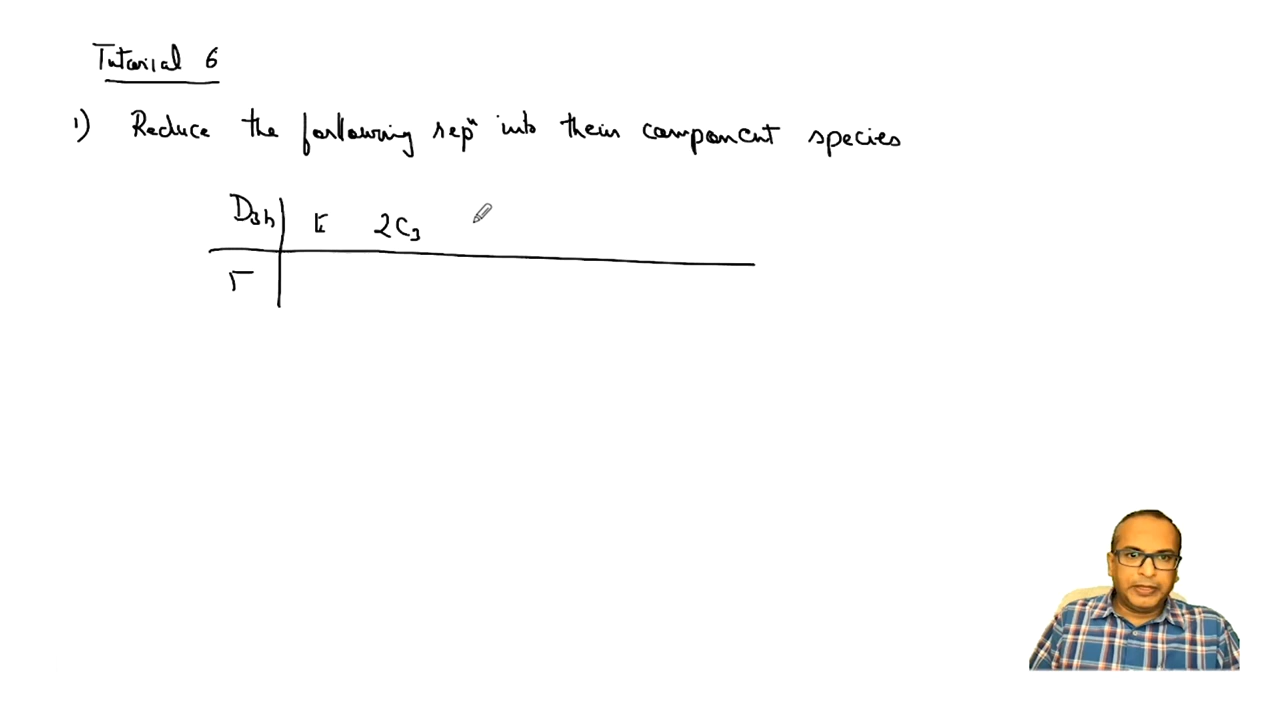 Tutorial 6
1) Reduce the following repⁿ into their component species
D3h E 2C3
Γ